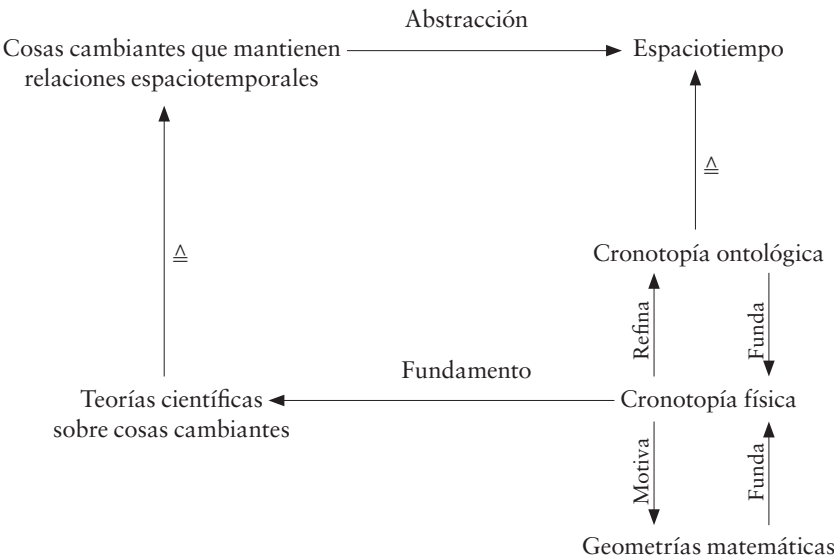 Abstracción
Cosas cambiantes que mantienen
relaciones espaciotemporales
Espaciotiempo
≙
≙
Cronotopía ontológica
Refina
Funda
Fundamento
Teorías científicas
sobre cosas cambiantes
Cronotopía física
Motiva
Funda
Geometrías matemáticas